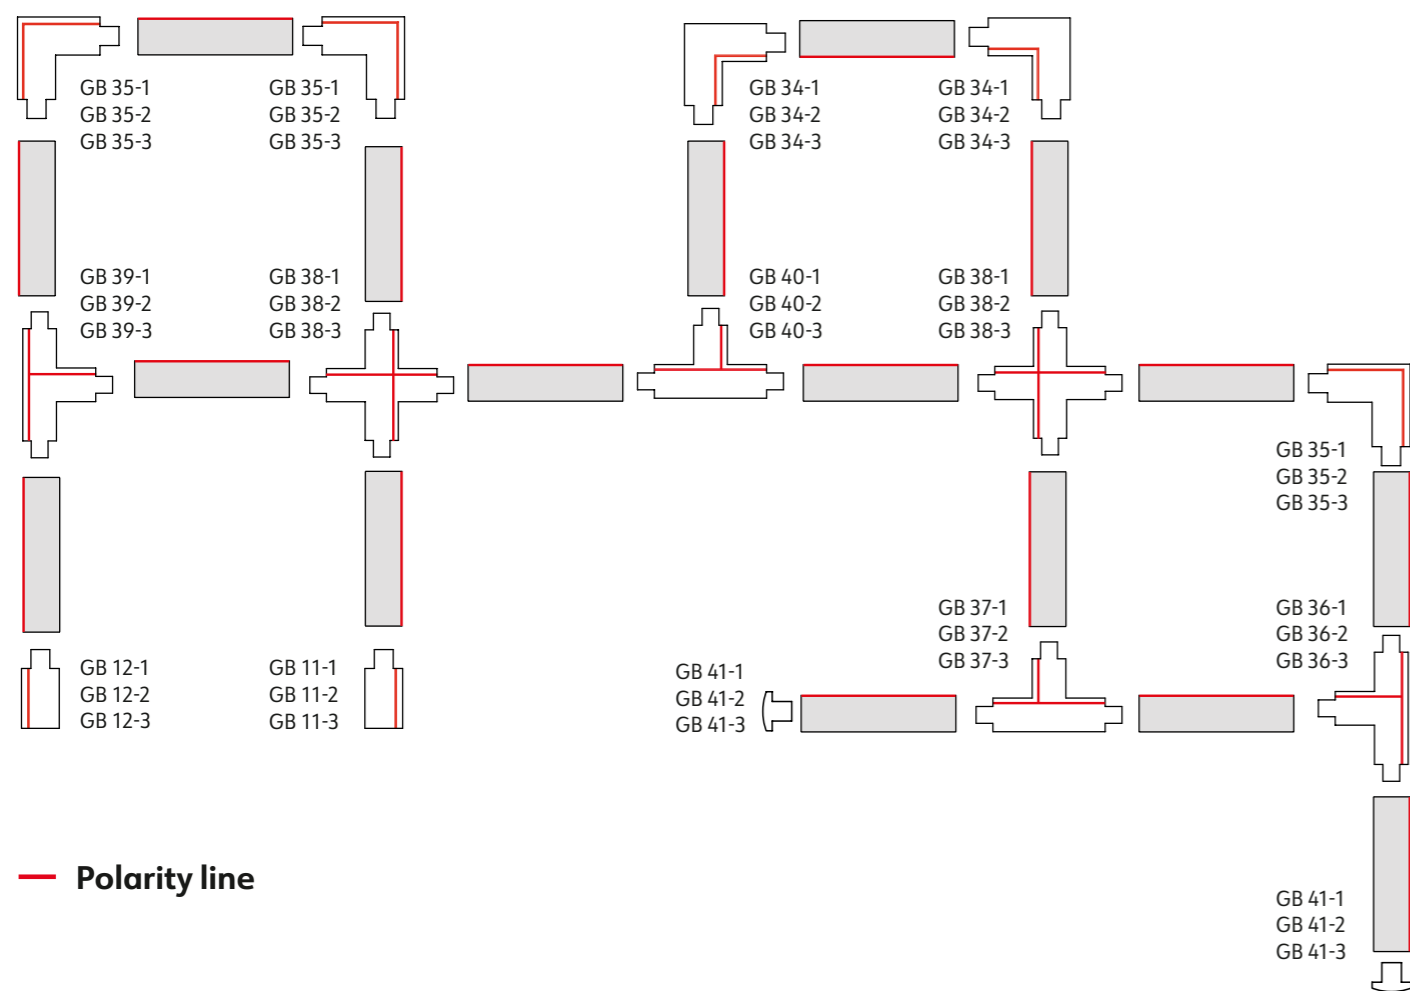 GB 35-1
GB 35-2
GB 35-3
GB 35-1
GB 35-2
GB 35-3
GB 34-1
GB 34-2
GB 34-3
GB 34-1
GB 34-2
GB 34-3
GB 39-1
GB 39-2
GB 39-3
GB 38-1
GB 38-2
GB 38-3
GB 40-1
GB 40-2
GB 40-3
GB 38-1
GB 38-2
GB 38-3
GB 35-1
GB 35-2
GB 35-3
GB 12-1
GB 12-2
GB 12-3
GB 11-1
GB 11-2
GB 11-3
GB 41-1
GB 41-2
GB 41-3
GB 37-1
GB 37-2
GB 37-3
GB 36-1
GB 36-2
GB 36-3
Polarity line
GB 41-1
GB 41-2
GB 41-3